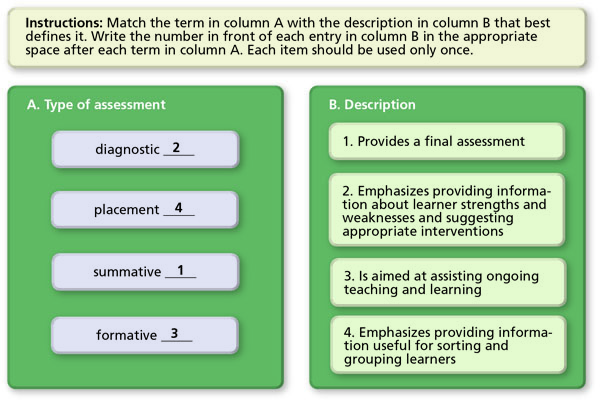 Instructions: Match the term in column A with the description in column B that best
defines it. Write the number in front of each entry in column B in the appropriate
space after each term in column A. Each item should be used only once.
A. Type of assessment
diagnostic 2
placement 4
summative 1
formative 3
B. Description
1. Provides a final assessment
2. Emphasizes providing informa-
tion about learner strengths and
weaknesses and suggesting
appropriate interventions
3. Is aimed at assisting ongoing
teaching and learning
4. Emphasizes providing informa-
tion useful for sorting and
grouping learners